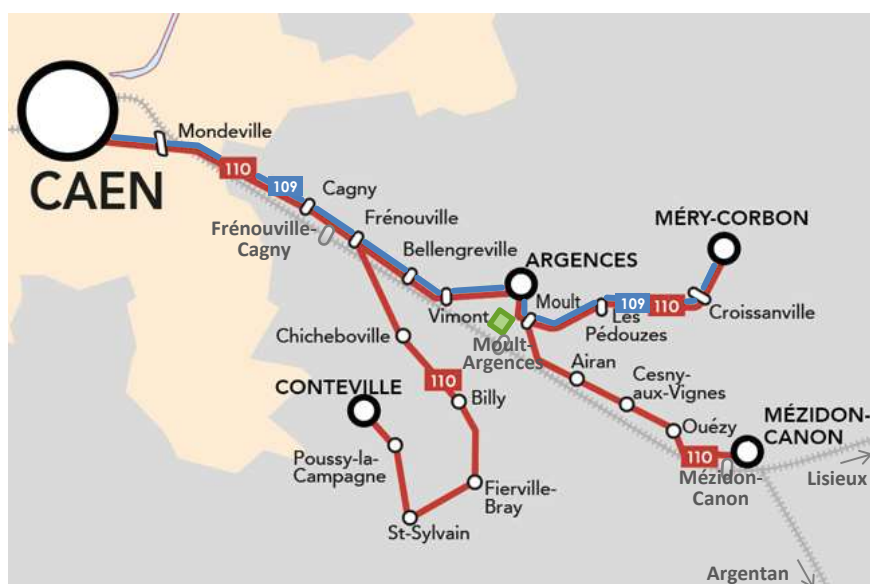 Mondeville
110
CAEN
109
Cagny
Frénouville-
Cagny
Frénouville
MÉRY-CORBON
Bellengreville
ARGENCES
Vimont
Moult
109
110
Croissanville
Les
Pédouzes
Moult-
Argences
Chicheboville
Airan
110
Cesny-
aux-Vignes
CONTEVILLE
Billy
Ouézy
MÉZIDON-
CANON
110
Poussy-la-
Campagne
Mézidon-
Canon
Lisieux
Fierville-
Bray
St-Sylvain
Argentan